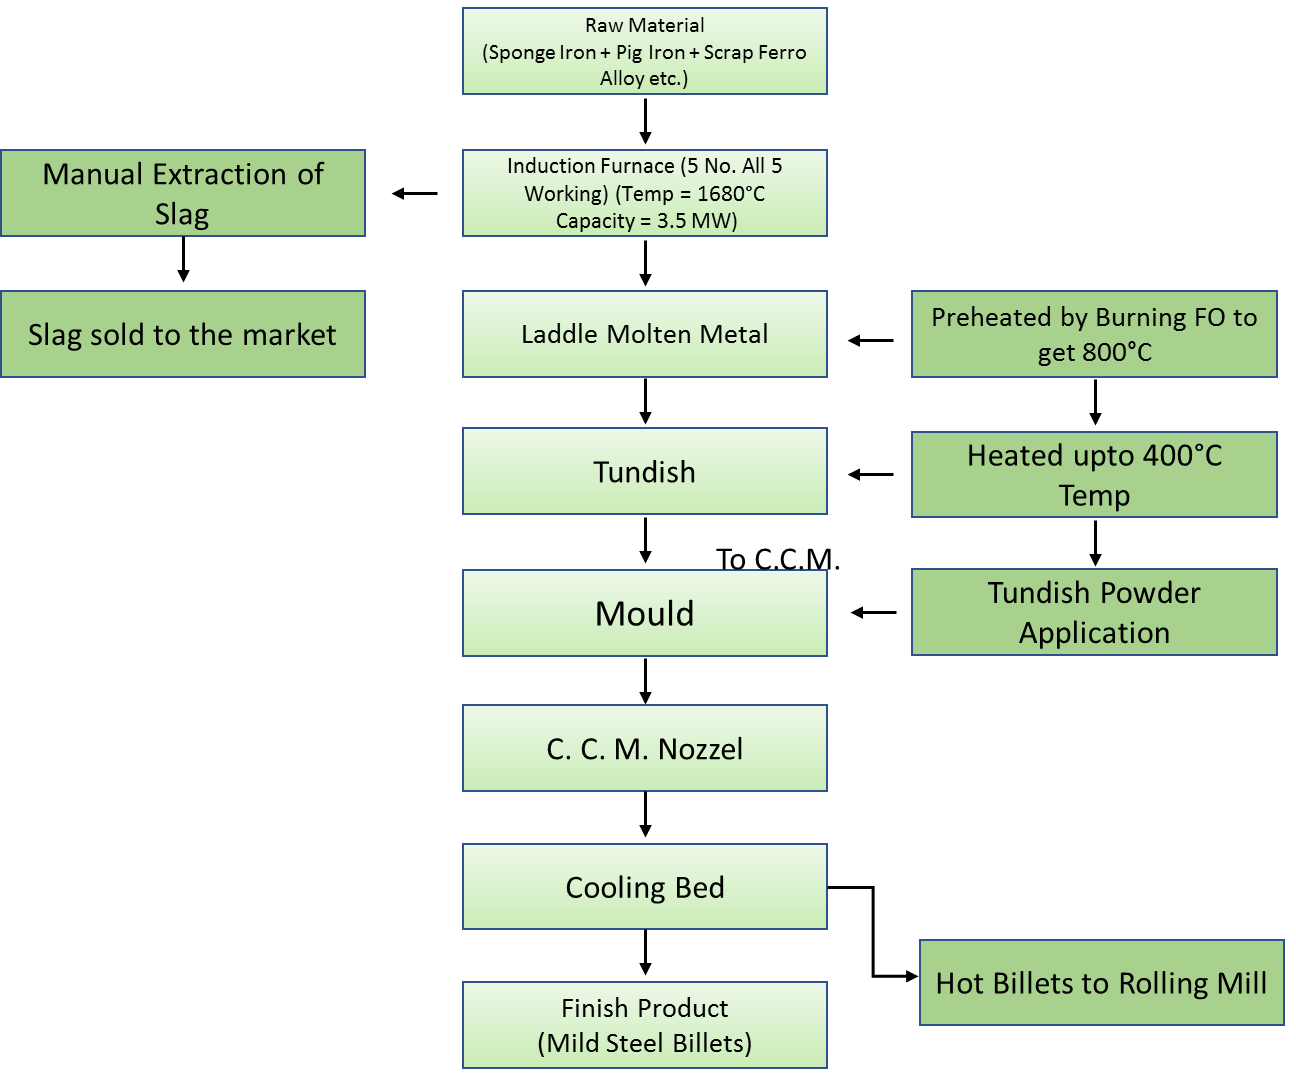 Raw Material
(Sponge Iron + Pig Iron + Scrap Ferro
Alloy etc.)
Manual Extraction of
Slag
Induction Furnace (5 No. All 5
Working) (Temp = 1680°C
Capacity = 3.5 MW)
Slag sold to the market
Laddle Molten Metal
Preheated by Burning FO to
get 800°C
Tundish
Heated upto 400°C
Temp
To C.C.M.
Mould
Tundish Powder
Application
C. C. M. Nozzel
Cooling Bed
Hot Billets to Rolling Mill
Finish Product
(Mild Steel Billets)